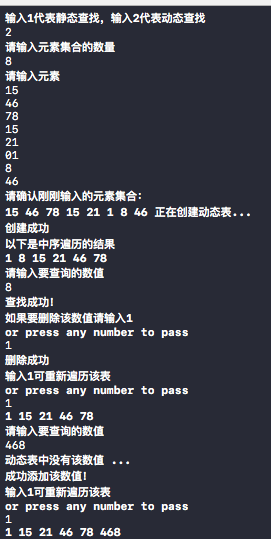 输入1代表静态查找，输入2代表动态查找
2
请输入元素集合的数量
8
请输入元素
15
46
78
15
21
01
8
46
请确认刚刚输入的元素集合：
15 46 78 15 21 1 8 46 正在创建动态表...
创建成功
以下是中序遍历的结果
1 8 15 21 46 78
请输入要查询的数值
8
查找成功!
如果要删除该数值请输入1
or press any number to pass
1
删除成功
输入1可重新遍历该表
or press any number to pass
1
1 15 21 46 78
请输入要查询的数值
468
动态表中没有该数值 ...
成功添加该数值!
输入1可重新遍历该表
or press any number to pass
1
1 15 21 46 78 468